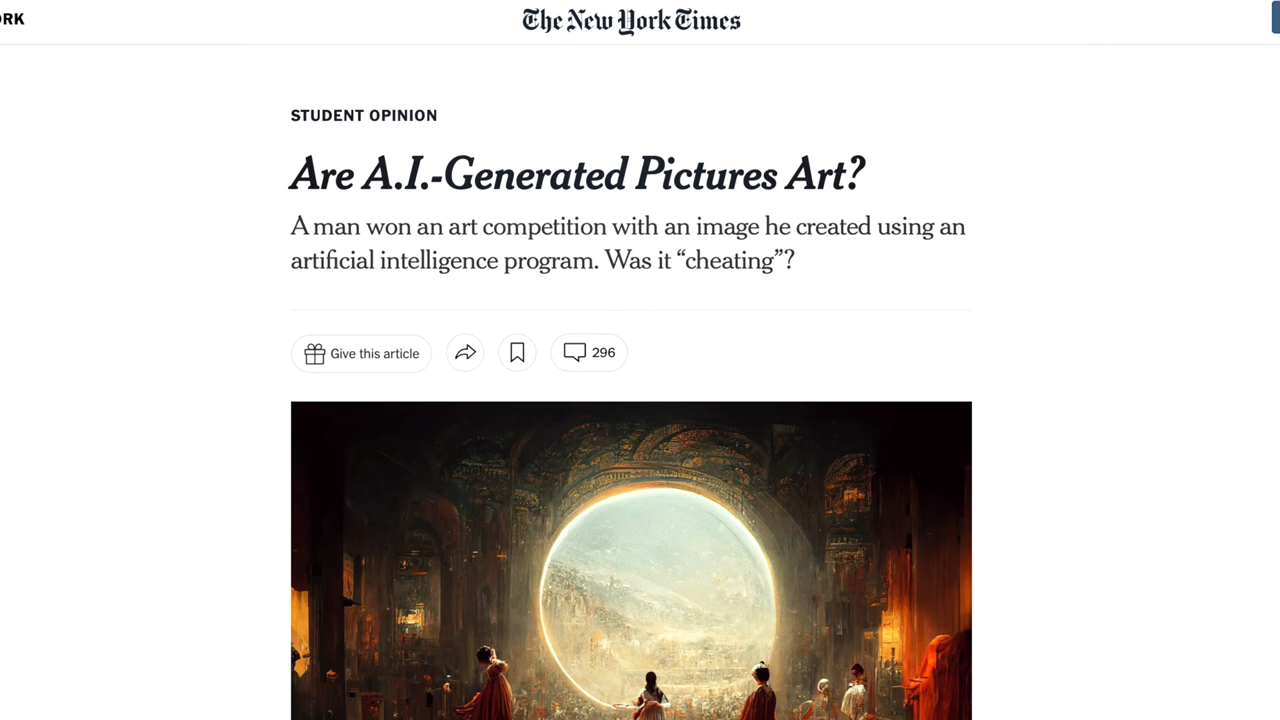 ORK
The New York Times
STUDENT OPINION
Are A.I.-Generated Pictures Art?
A man won an art competition with an image he created using an
artificial intelligence program. Was it “cheating”?
Give this article
296